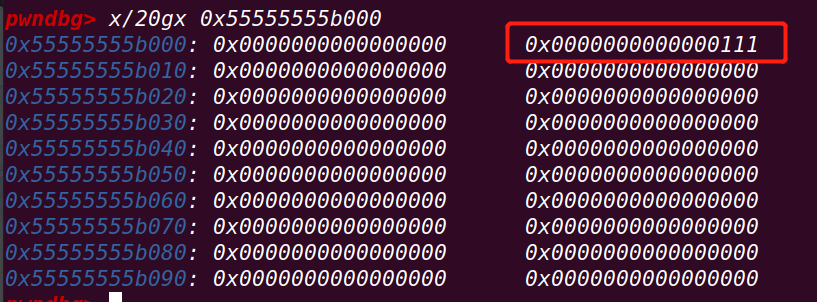 pwndbg> x/20gx 0x55555555b000
0x55555555b000: 0x0000000000000000 0x0000000000000111
0x55555555b010: 0x0000000000000000 0x0000000000000000
0x55555555b020: 0x0000000000000000 0x0000000000000000
0x55555555b030: 0x0000000000000000 0x0000000000000000
0x55555555b040: 0x0000000000000000 0x0000000000000000
0x55555555b050: 0x0000000000000000 0x0000000000000000
0x55555555b060: 0x0000000000000000 0x0000000000000000
0x55555555b070: 0x0000000000000000 0x0000000000000000
0x55555555b080: 0x0000000000000000 0x0000000000000000
0x55555555b090: 0x0000000000000000 0x0000000000000000
pwndbg>